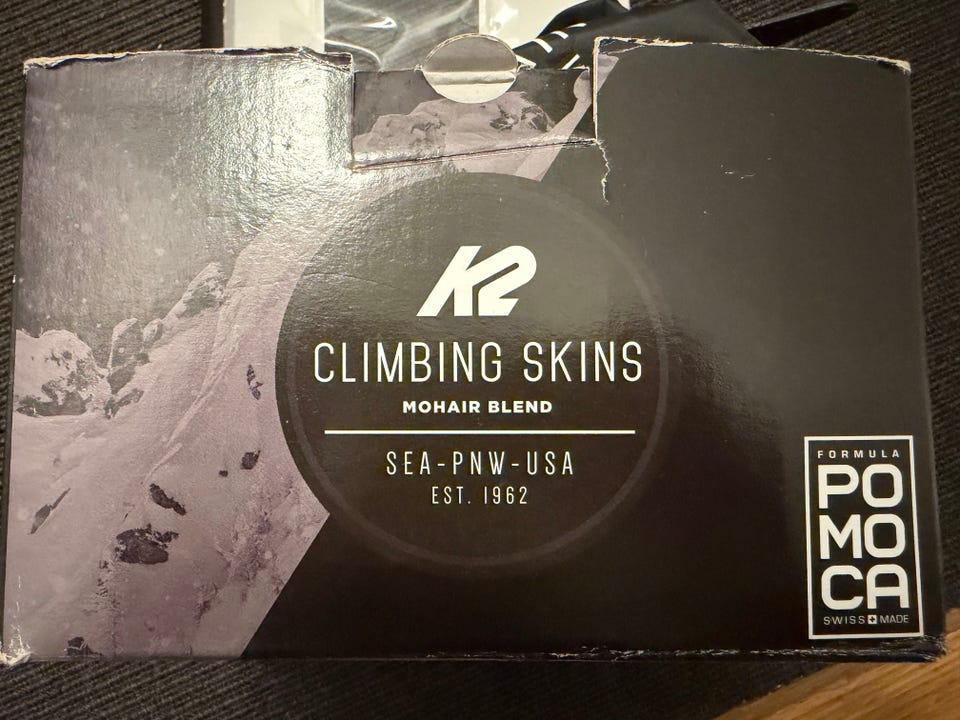 K2
CLIMBING SKINS
MOHAIR BLEND
SEA-PNW-USA
EST. 1962
FORMULA
PO
MO
CA
SWISS MADE